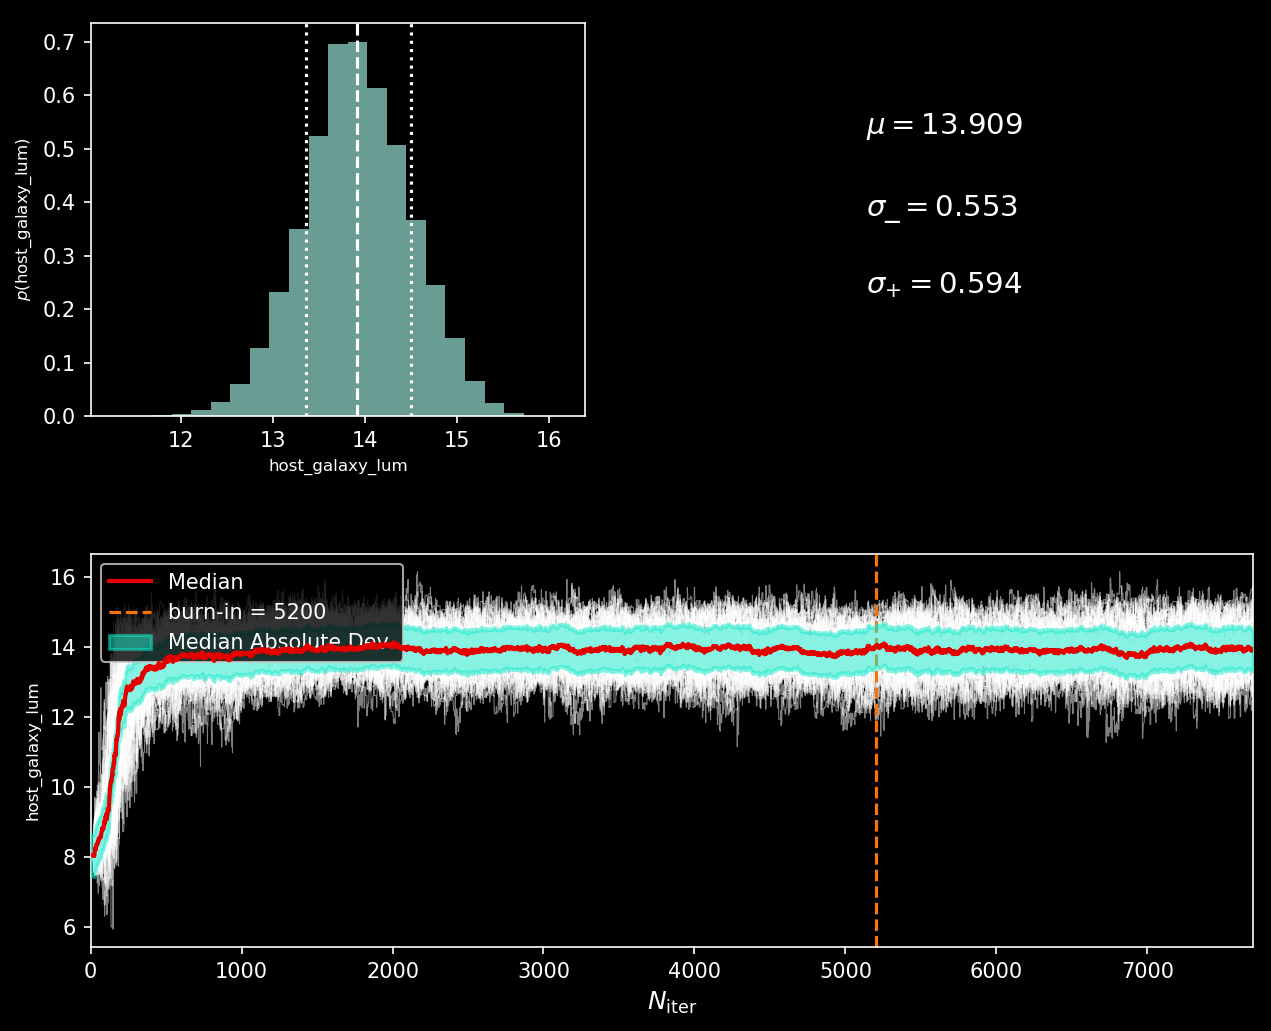 0.7
0.6
0.5
0.4
0.3
0.2
0.1
0.0
p(host_galaxy_lum)
12 13 14 15 16
host_galaxy_lum
μ = 13.909
σ_ = 0.553
σ+ = 0.594
16
14
12
10
8
6
host_galaxy_lum
Median
burn-in = 5200
Median Absolute Dev.
0 1000 2000 3000 4000 5000 6000 7000
Niter